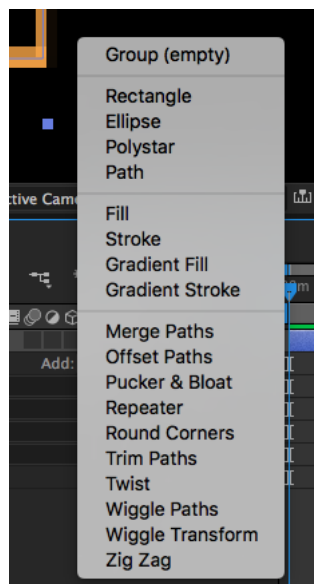 Group (empty)
Rectangle
Ellipse
Polystar
Path
ctive Came
Fill
Stroke
Gradient Fill
Gradient Stroke
Merge Paths
Offset Paths
Add:
Pucker & Bloat
Repeater
Round Corners
Trim Paths
Twist
Wiggle Paths
Wiggle Transform
Zig Zag